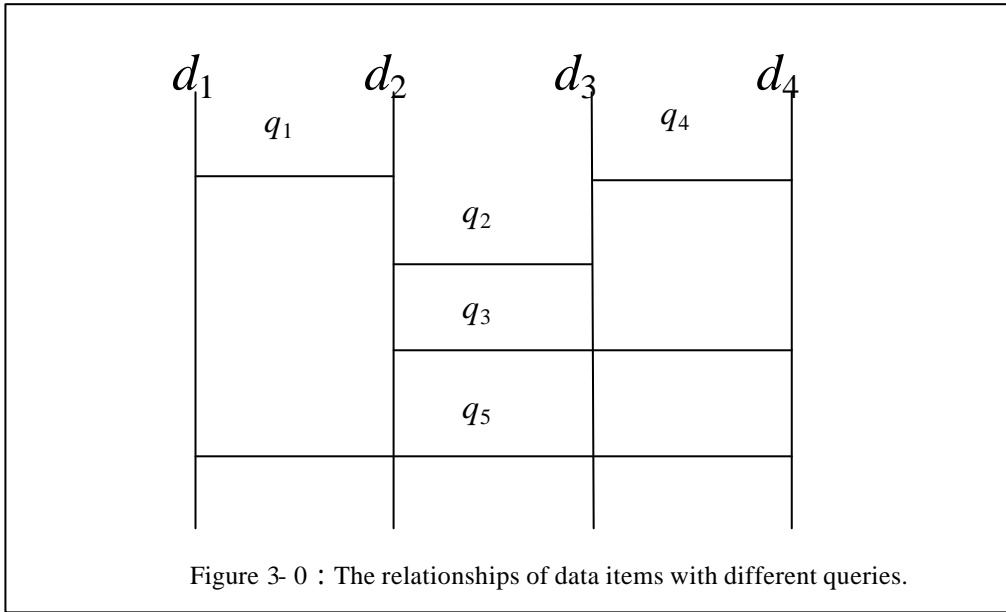 d1 d2 d3 d4
q1 q4
q2
q3
q5
Figure 3- 0：The relationships of data items with different queries.